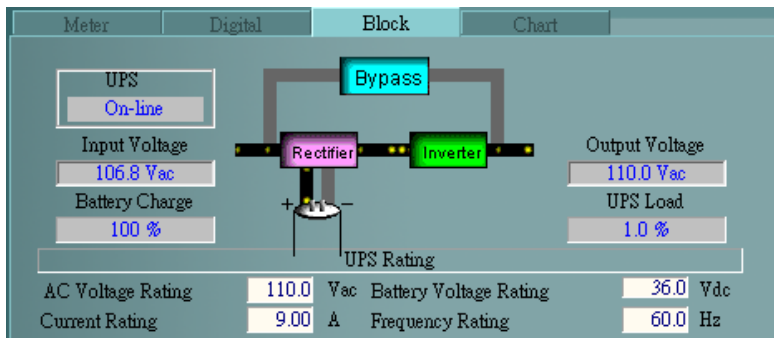 Meter Digital Block Chart
UPS
On-line
Bypass
Input Voltage
106.8 Vac
Rectifier
Inverter
Output Voltage
110.0 Vac
Battery Charge
100 %
+ −
UPS Load
1.0 %
UPS Rating
AC Voltage Rating 110.0 Vac Battery Voltage Rating 36.0 Vdc
Current Rating 9.00 A Frequency Rating 60.0 Hz